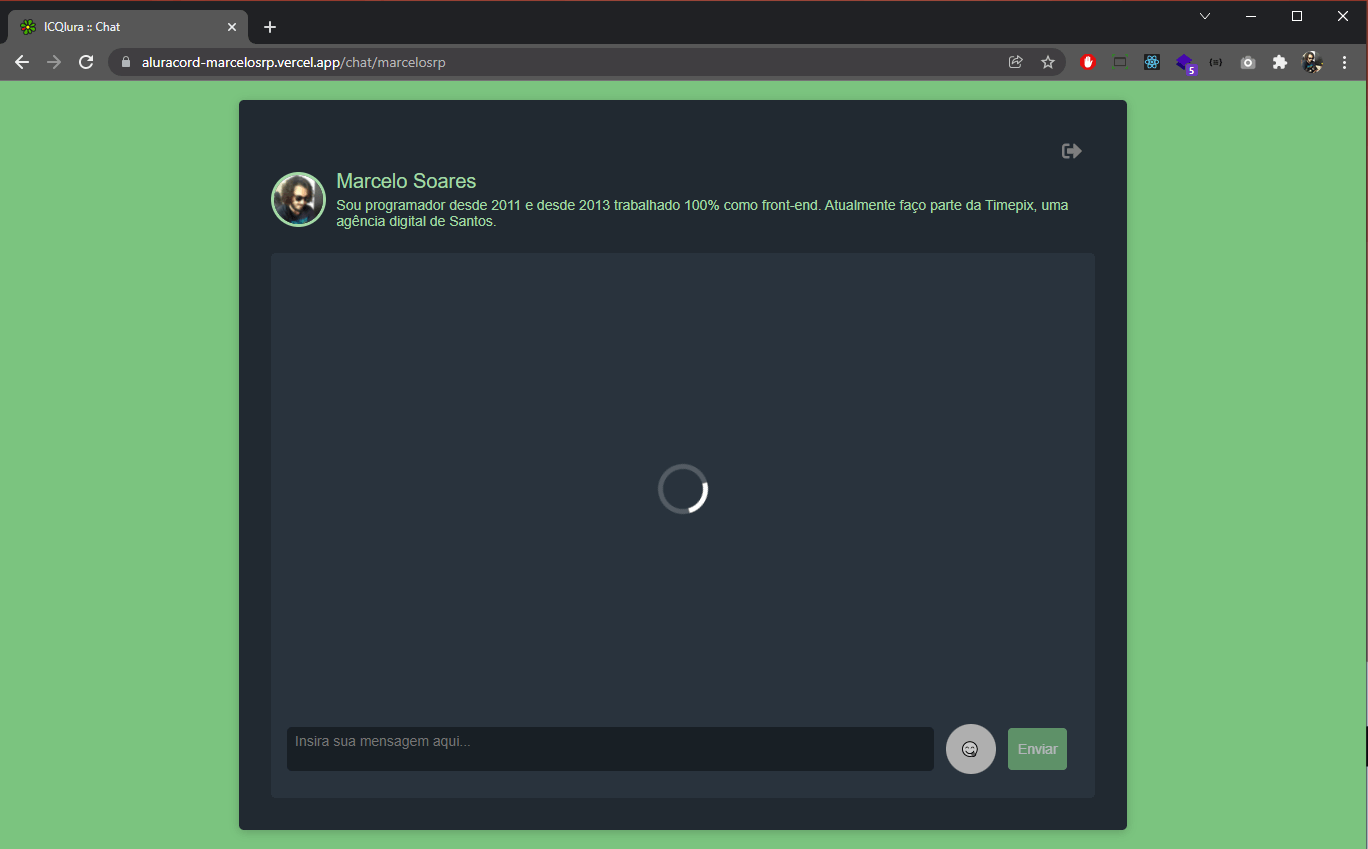 ICQlura :: Chat
aluracord-marcelosrp.vercel.app/chat/marcelosrp
5
Marcelo Soares
Sou programador desde 2011 e desde 2013 trabalhado 100% como front-end. Atualmente faço parte da Timepix, uma
agência digital de Santos.
Insira sua mensagem aqui...
Enviar